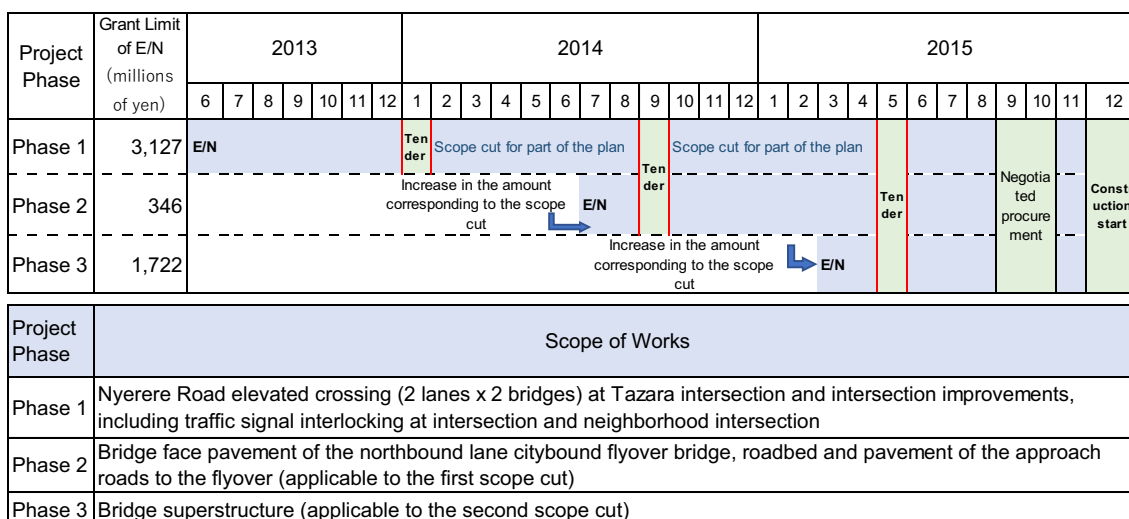 Project Phase
Grant Limit of E/N (millions of yen)
2013
2014
2015
6 7 8 9 10 11 12 1 2 3 4 5 6 7 8 9 10 11 12 1 2 3 4 5 6 7 8 9 10 11 12
Phase 1
3,127
E/N
Ten
der
Scope cut for part of the plan
Ten
der
Scope cut for part of the plan
Ten
der
Negotia
ted
procure
ment
Constr
uction
start
Phase 2
346
Increase in the amount
corresponding to the scope
cut
E/N
Phase 3
1,722
Increase in the amount
corresponding to the scope
cut
E/N
Project
Phase
Scope of Works
Phase 1
Nyerere Road elevated crossing (2 lanes x 2 bridges) at Tazara intersection and intersection improvements,
including traffic signal interlocking at intersection and neighborhood intersection
Phase 2
Bridge face pavement of the northbound lane citybound flyover bridge, roadbed and pavement of the approach
roads to the flyover (applicable to the first scope cut)
Phase 3
Bridge superstructure (applicable to the second scope cut)